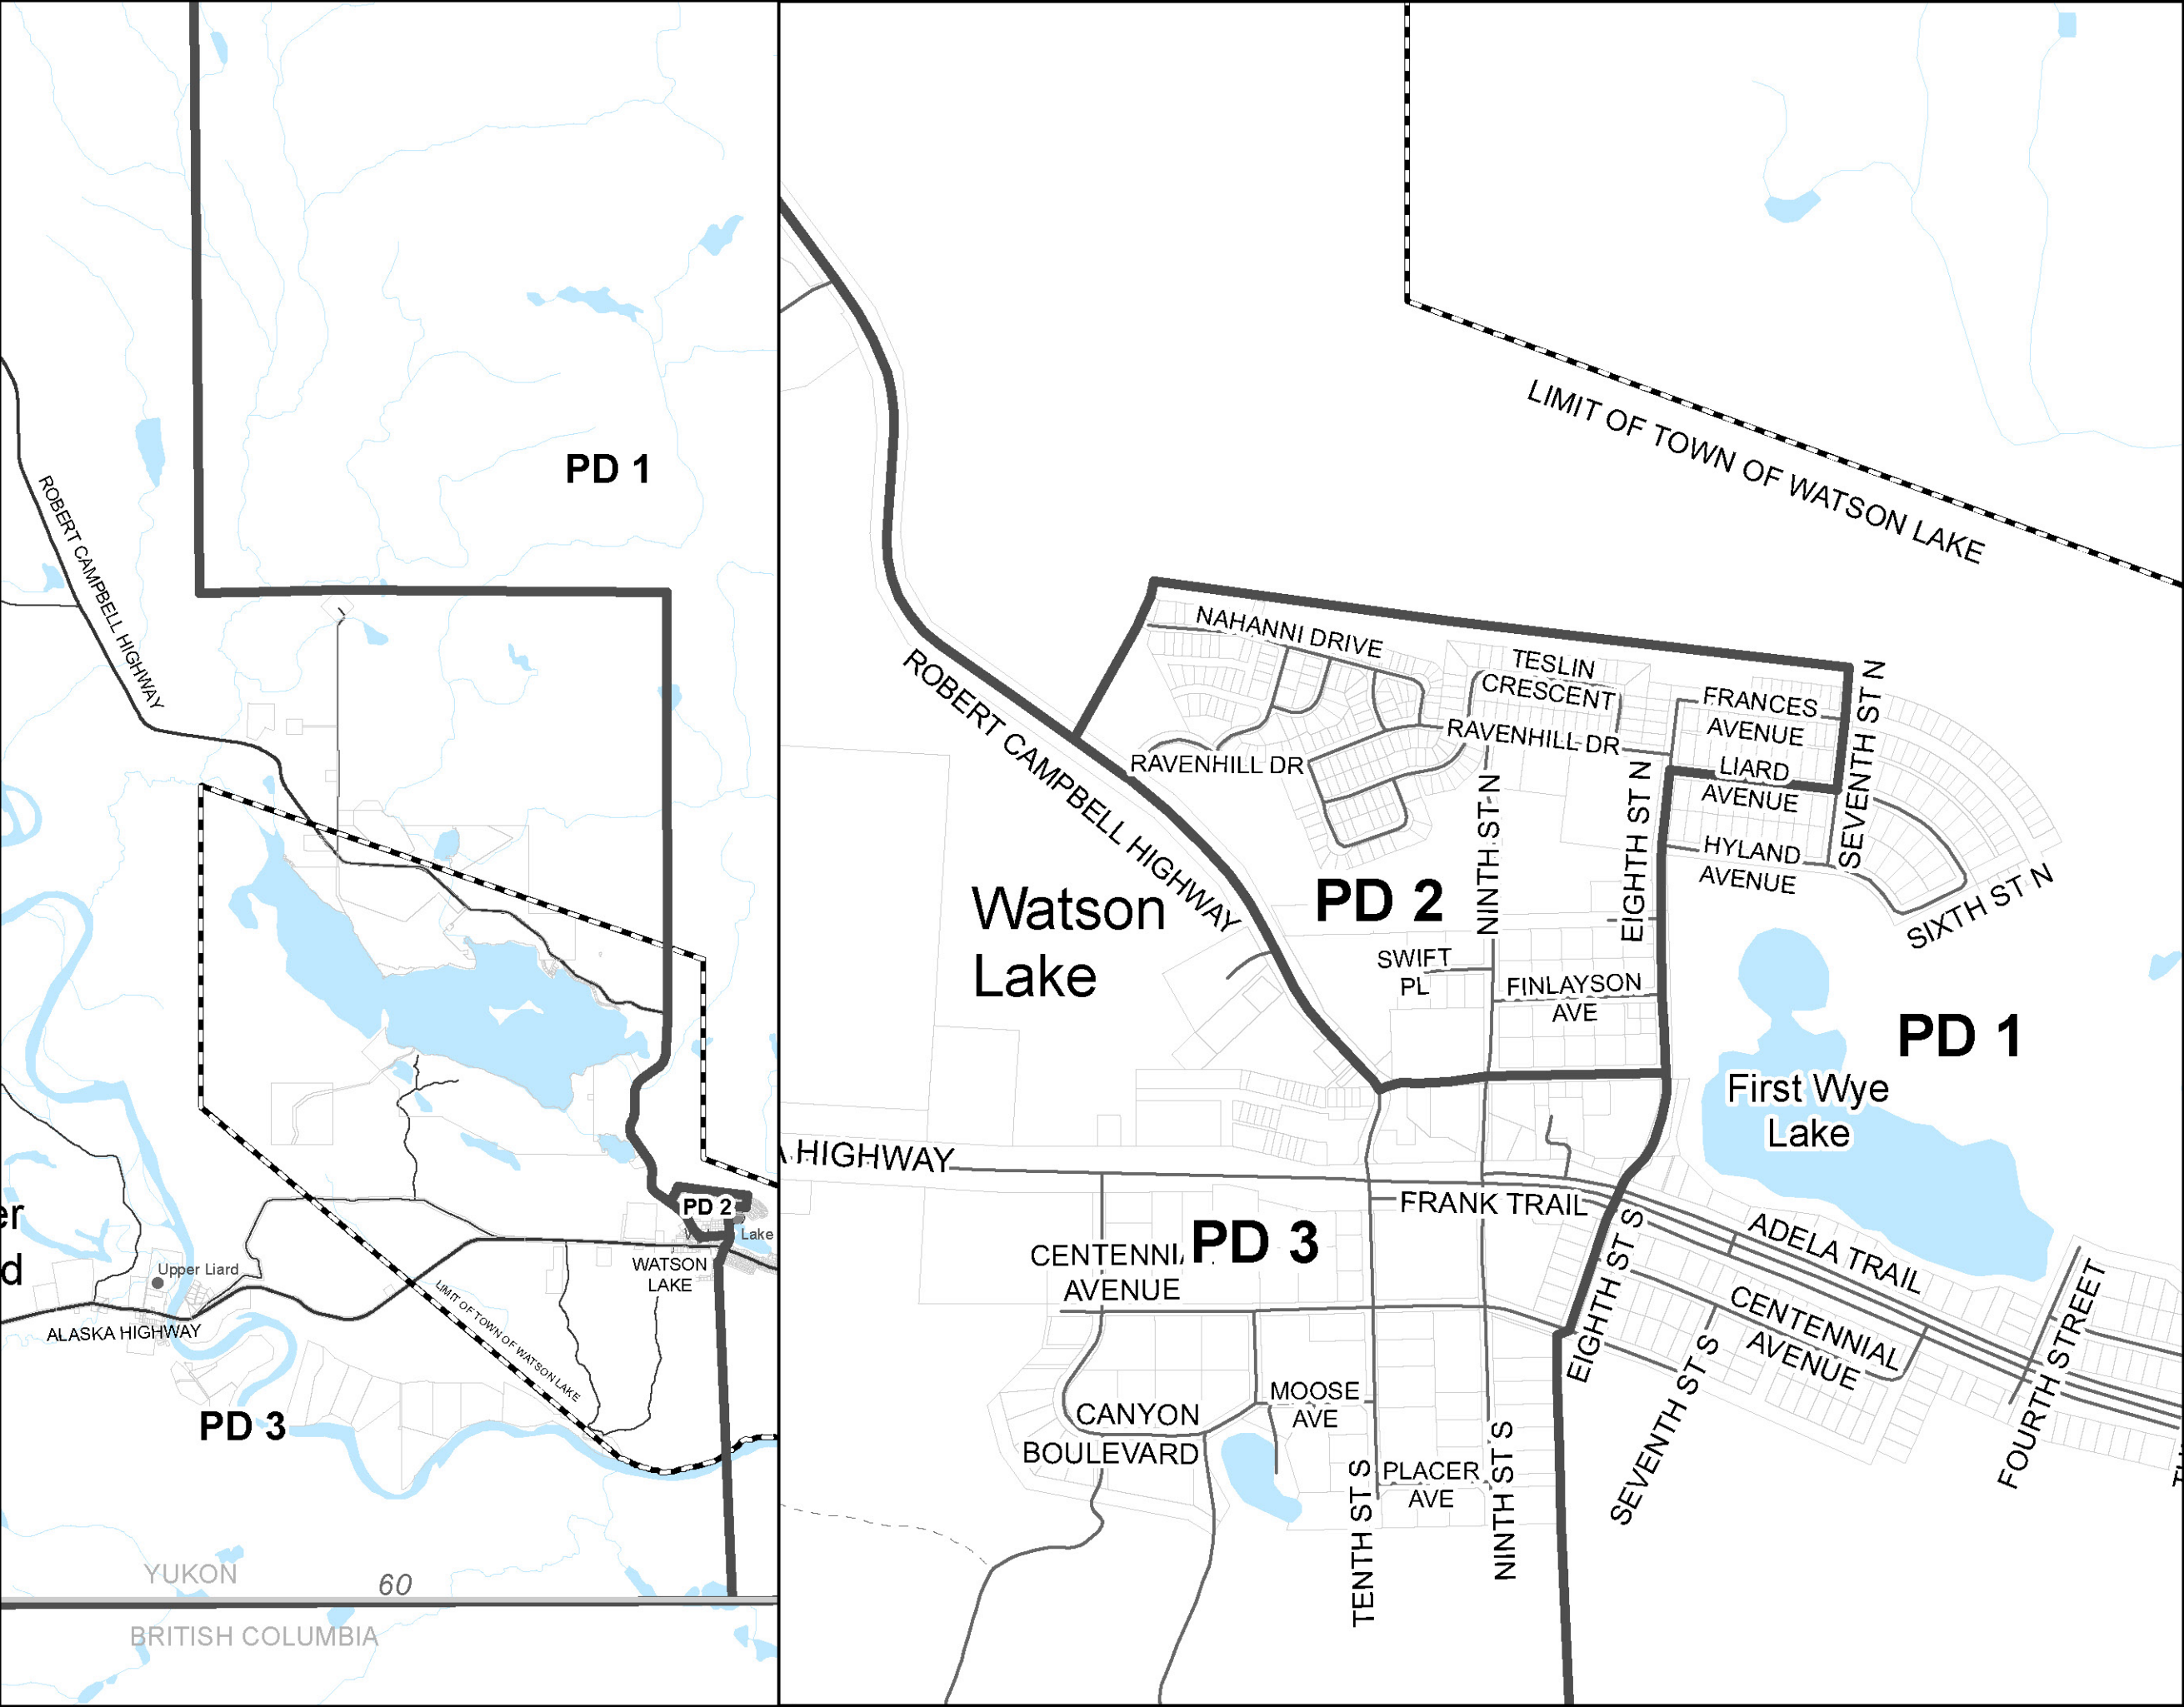 PD 1
ROBERT CAMPBELL HIGHWAY
PD 2
Lake
WATSON
LAKE
Upper Liard
er
d
ALASKA HIGHWAY
LIMIT OF TOWN OF WATSON LAKE
PD 3
YUKON
60
BRITISH COLUMBIA
LIMIT OF TOWN OF WATSON LAKE
NAHANNI DRIVE
TESLIN
CRESCENT
FRANCES
AVENUE
SEVENTH ST N
ROBERT CAMPBELL HIGHWAY
RAVENHILL DR
RAVENHILL DR
LIARD
AVENUE
NINTH ST N
EIGHTH ST N
HYLAND
AVENUE
SIXTH ST N
Watson
Lake
PD 2
SWIFT
PL
FINLAYSON
AVE
PD 1
First Wye
Lake
A HIGHWAY
FRANK TRAIL
ADELA TRAIL
PD 3
CENTENNI
AVENUE
EIGHTH ST S
CENTENNIAL
AVENUE
FOURTH STREET
SEVENTH ST S
MOOSE
AVE
CANYON
BOULEVARD
PLACER
AVE
TENTH ST S
NINTH ST S